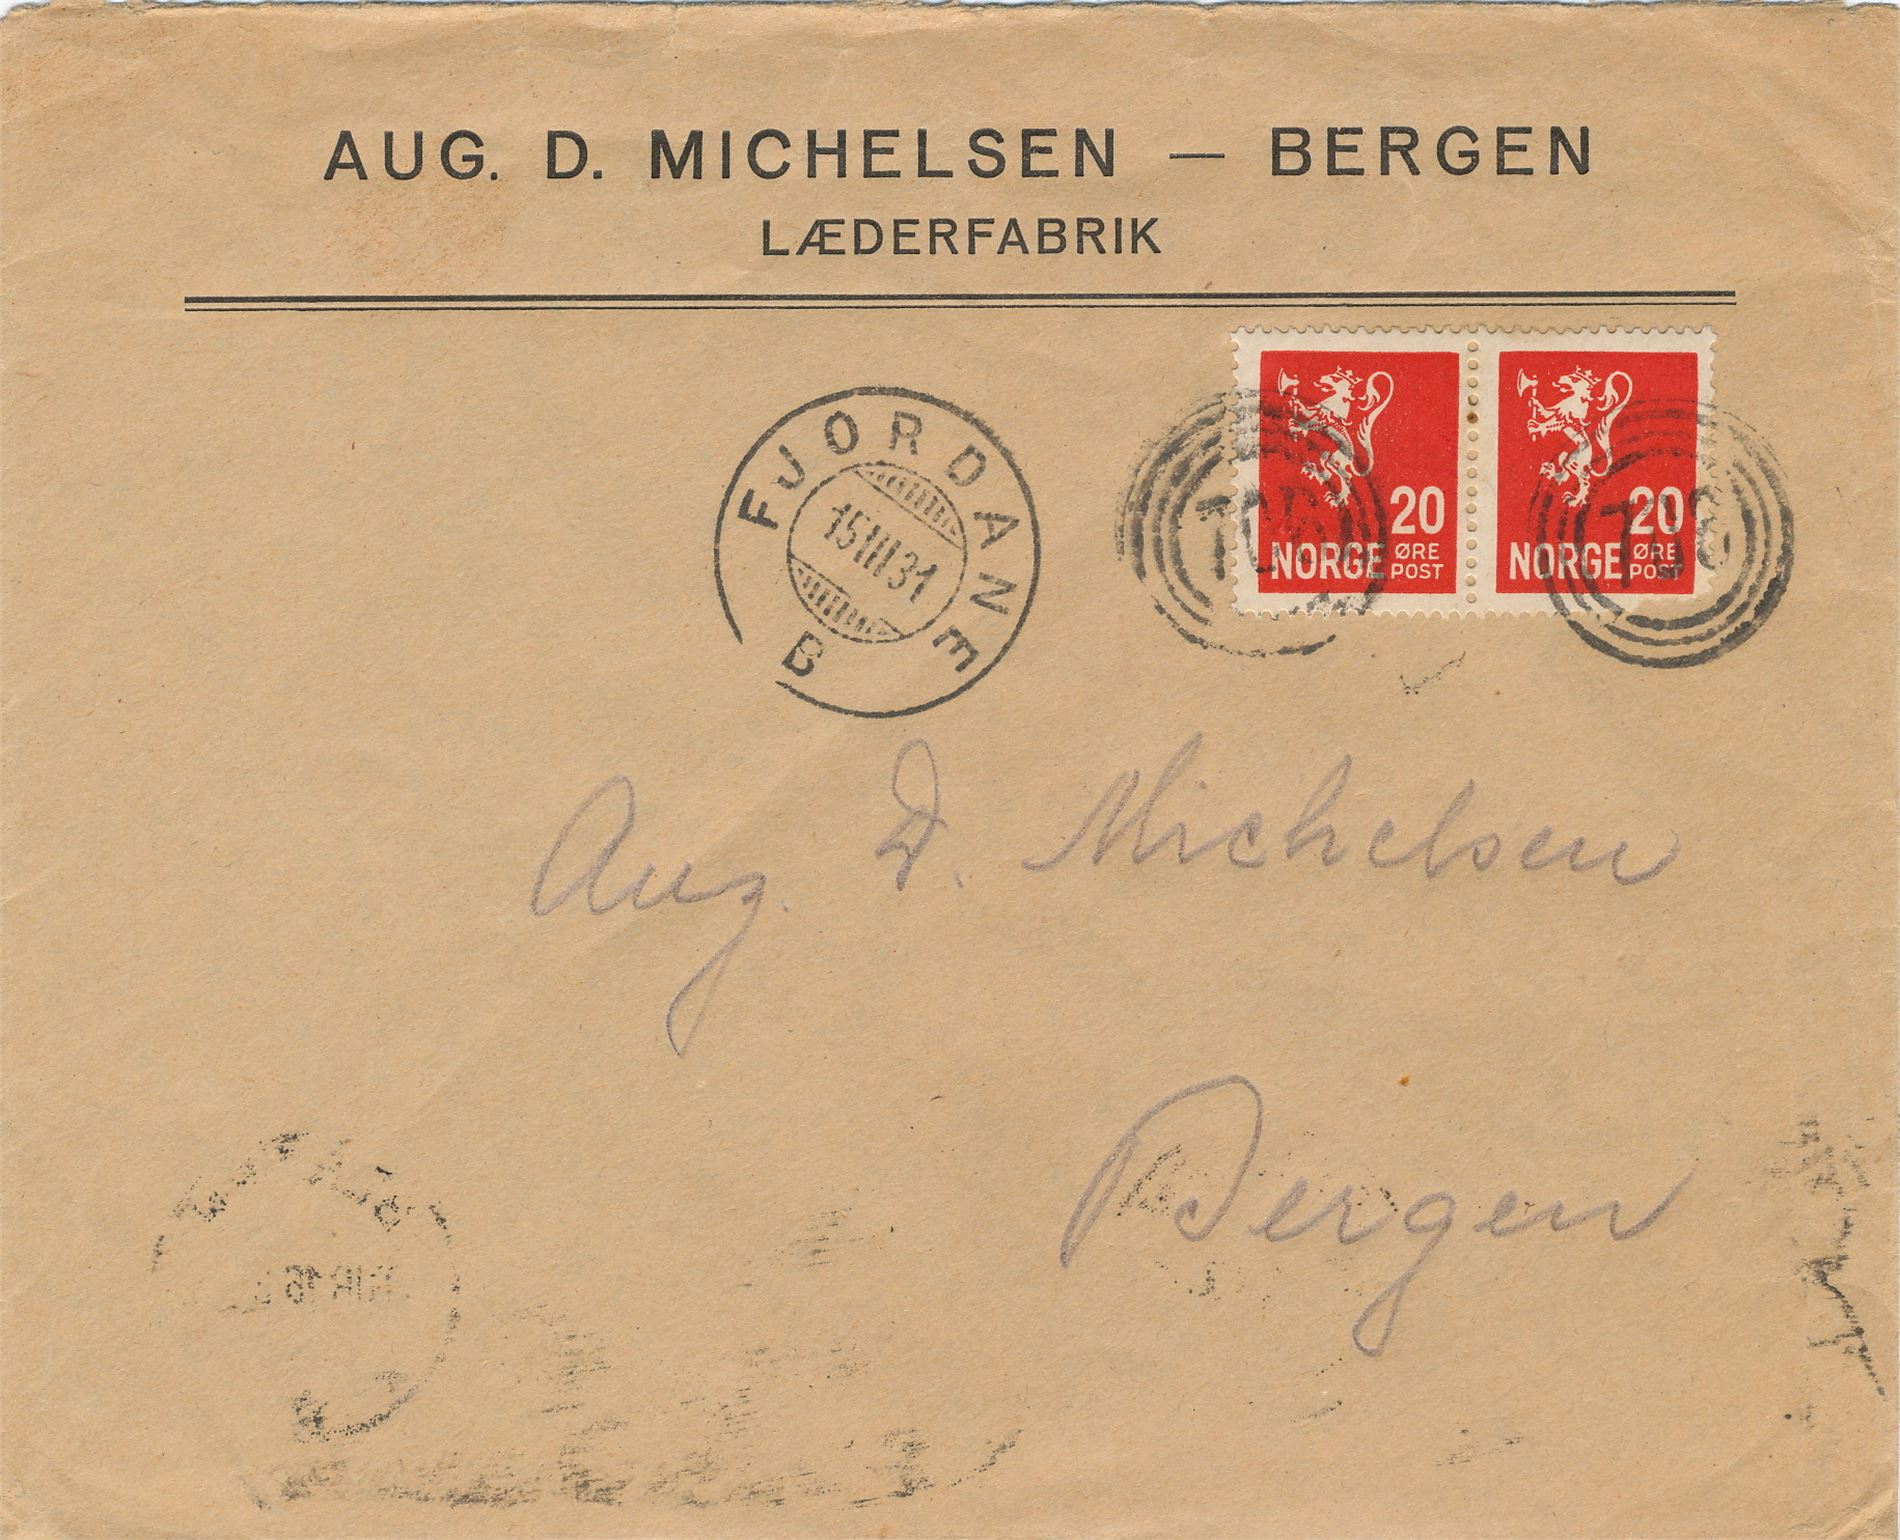 AUG. D. MICHELSEN — BERGEN
LÆDERFABRIK
FJORDANE
15 III 31
B
20
NORGE ØRE POST
20
NORGE ØRE POST
Aug. D. Michelsen
Bergen